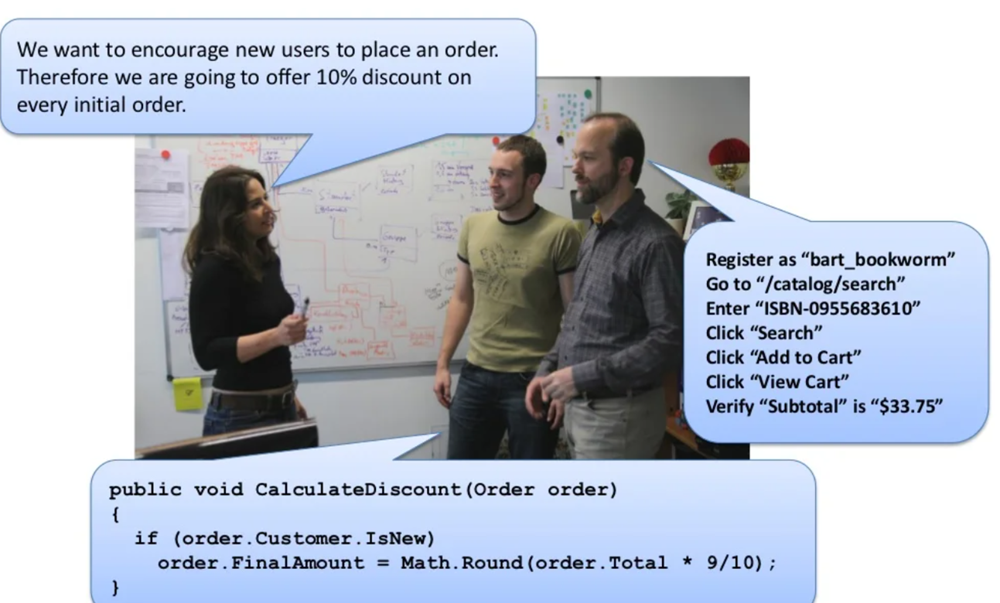 We want to encourage new users to place an order.
Therefore we are going to offer 10% discount on
every initial order.
Register as “bart_bookworm”
Go to “/catalog/search”
Enter “ISBN-0955683610”
Click “Search”
Click “Add to Cart”
Click “View Cart”
Verify “Subtotal” is “$33.75”
public void CalculateDiscount(Order order)
{
if (order.Customer.IsNew)
order.FinalAmount = Math.Round(order.Total * 9/10);
}